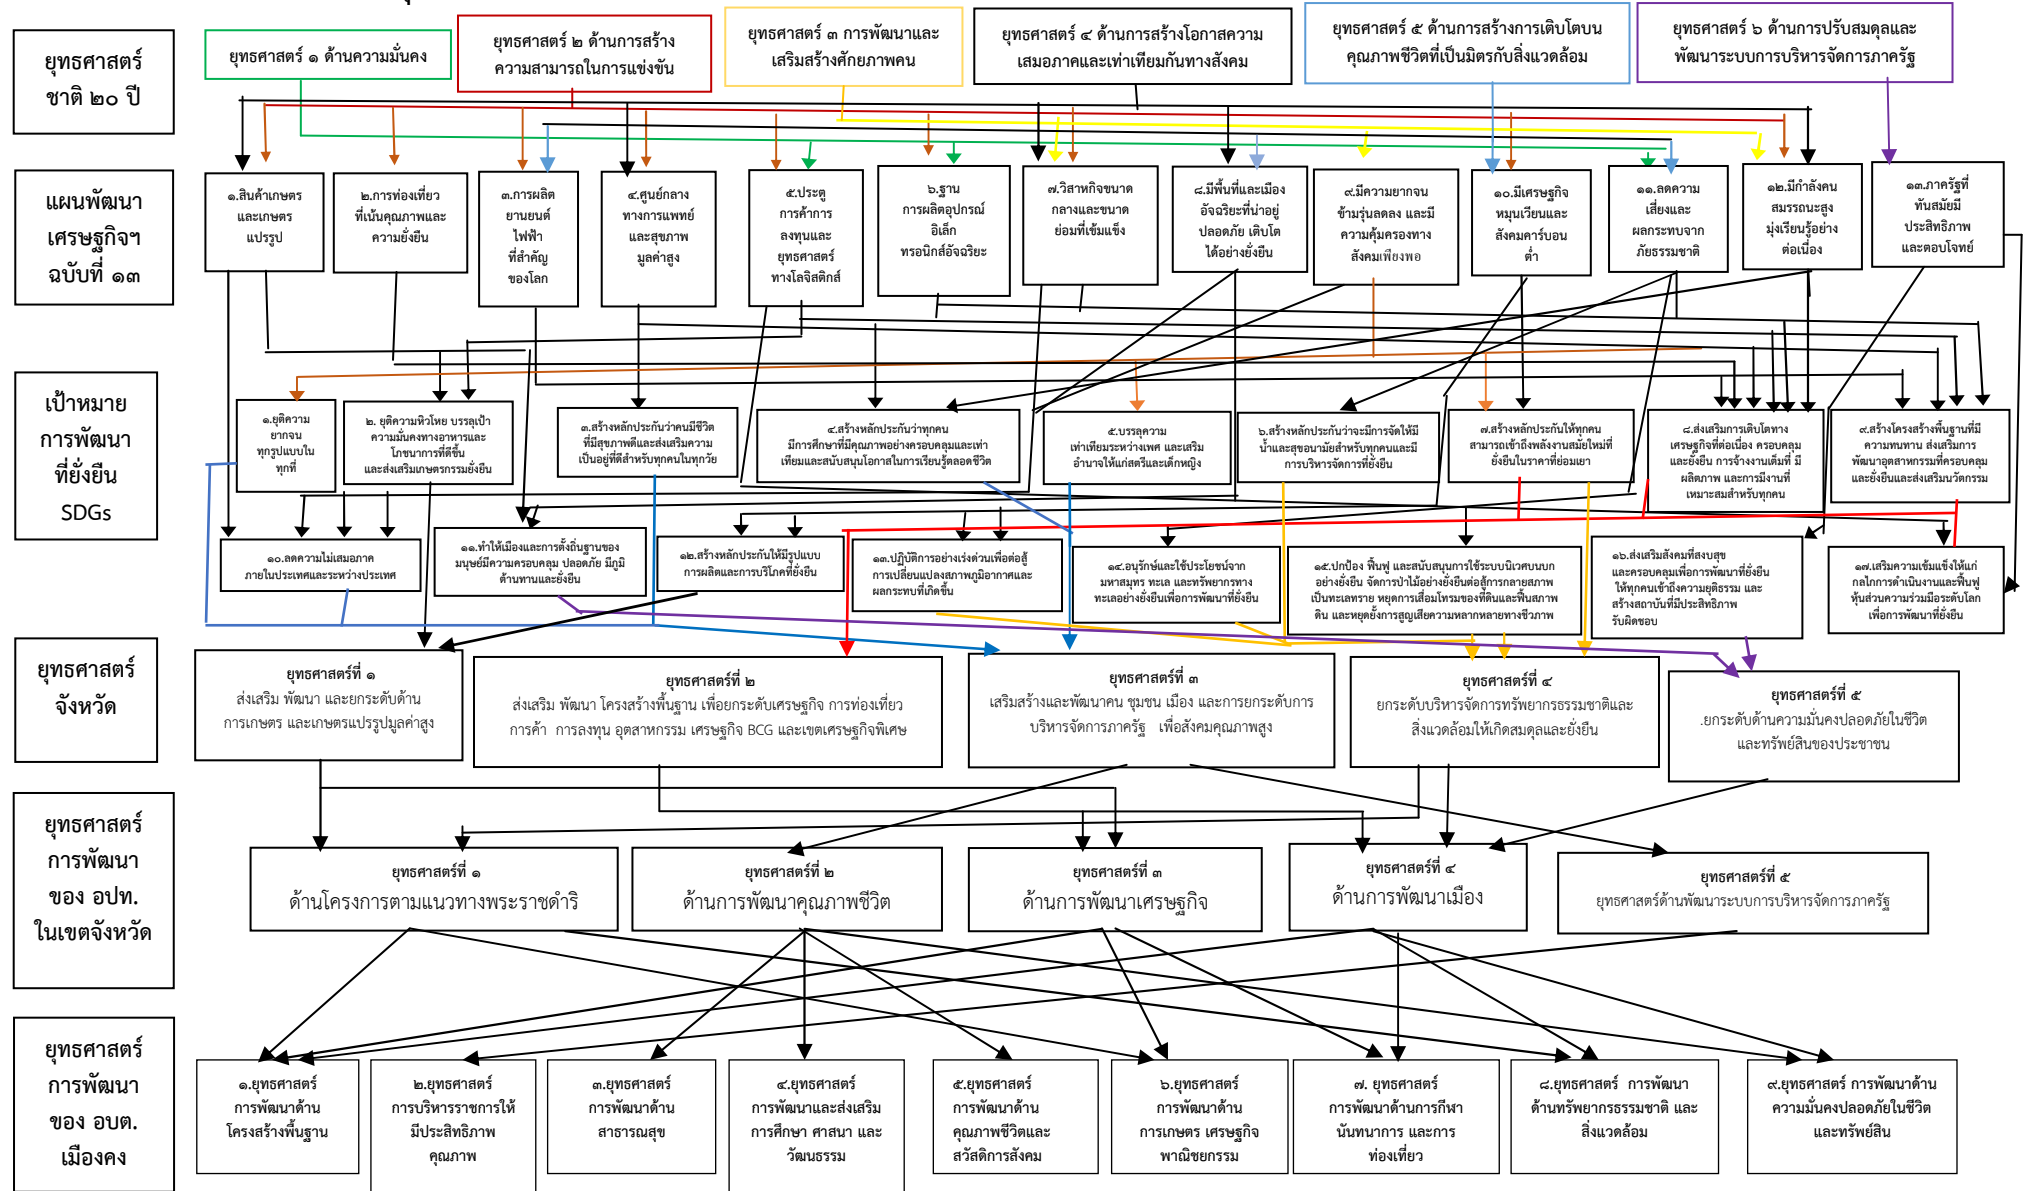 ยุทธศาสตร์
ชาติ ๒๐ ปี
ยุทธศาสตร์ ๑ ด้านความมั่นคง
ยุทธศาสตร์ ๒ ด้านการสร้าง
ความสามารถในการแข่งขัน
ยุทธศาสตร์ ๓ การพัฒนาและ
เสริมสร้างศักยภาพคน
ยุทธศาสตร์ ๔ ด้านการสร้างโอกาสความ
เสมอภาคและเท่าเทียมกันทางสังคม
ยุทธศาสตร์ ๕ ด้านการสร้างการเติบโตบน
คุณภาพชีวิตที่เป็นมิตรกับสิ่งแวดล้อม
ยุทธศาสตร์ ๖ ด้านการปรับสมดุลและ
พัฒนาระบบการบริหารจัดการภาครัฐ
แผนพัฒนา
เศรษฐกิจฯ
ฉบับที่ ๑๓
๑.สินค้าเกษตร
และเกษตร
แปรรูป
๒.การท่องเที่ยว
ที่เน้นคุณภาพและ
ความยั่งยืน
๓.การผลิต
ยานยนต์
ไฟฟ้า
ที่สำคัญ
ของโลก
๔.ศูนย์กลาง
ทางการแพทย์
และสุขภาพ
มูลค่าสูง
๕.ประตู
การค้าการ
ลงทุนและ
ยุทธศาสตร์
ทางโลจิสติกส์
๖.ฐาน
การผลิตอุปกรณ์
อิเล็ก
ทรอนิกส์อัจฉริยะ
๗.วิสาหกิจขนาด
กลางและขนาด
ย่อมที่เข้มแข็ง
๘.มีพื้นที่และเมือง
อัจฉริยะที่น่าอยู่
ปลอดภัย เติบโต
ได้อย่างยั่งยืน
๙.มีความยากจน
ข้ามรุ่นลดลง และมี
ความคุ้มครองทาง
สังคมเพียงพอ
๑๐.มีเศรษฐกิจ
หมุนเวียนและ
สังคมคาร์บอน
ต่ำ
๑๑.ลดความ
เสี่ยงและ
ผลกระทบจาก
ภัยธรรมชาติ
๑๒.มีกำลังคน
สมรรถนะสูง
มุ่งเรียนรู้อย่าง
ต่อเนื่อง
๑๓.ภาครัฐที่
ทันสมัยมี
ประสิทธิภาพ
และตอบโจทย์
เป้าหมาย
การพัฒนา
ที่ยั่งยืน
SDGs
๑.ยุติความ
ยากจน
ทุกรูปแบบใน
ทุกที่
๒. ยุติความหิวโหย บรรลุเป้า
ความมั่นคงทางอาหารและ
โภชนาการที่ดีขึ้น
และส่งเสริมเกษตรกรรมยั่งยืน
๓.สร้างหลักประกันว่าคนมีชีวิต
ที่มีสุขภาพดีและส่งเสริมความ
เป็นอยู่ที่ดีสำหรับทุกคนในทุกวัย
๔.สร้างหลักประกันว่าทุกคน
มีการศึกษาที่มีคุณภาพอย่างครอบคลุมและเท่า
เทียมและสนับสนุนโอกาสในการเรียนรู้ตลอดชีวิต
๕.บรรลุความ
เท่าเทียมระหว่างเพศ และเสริม
อำนาจให้แก่สตรีและเด็กหญิง
๖.สร้างหลักประกันว่าจะมีการจัดให้มี
น้ำและสุขอนามัยสำหรับทุกคนและมี
การบริหารจัดการที่ยั่งยืน
๗.สร้างหลักประกันให้ทุกคน
สามารถเข้าถึงพลังงานสมัยใหม่ที่
ยั่งยืนในราคาที่ย่อมเยา
๘.ส่งเสริมการเติบโตทาง
เศรษฐกิจที่ต่อเนื่อง ครอบคลุม
และยั่งยืน การจ้างงานเต็มที่ มี
ผลิตภาพ และการมีงานที่
เหมาะสมสำหรับทุกคน
๙.สร้างโครงสร้างพื้นฐานที่มี
ความทนทาน ส่งเสริมการ
พัฒนาอุตสาหกรรมที่ครอบคลุม
และยั่งยืนและส่งเสริมนวัตกรรม
๑๐.ลดความไม่เสมอภาค
ภายในประเทศและระหว่างประเทศ
๑๑.ทำให้เมืองและการตั้งถิ่นฐานของ
มนุษย์มีความครอบคลุม ปลอดภัย มีภูมิ
ต้านทานและยั่งยืน
๑๒.สร้างหลักประกันให้มีรูปแบบ
การผลิตและการบริโภคที่ยั่งยืน
๑๓.ปฏิบัติการอย่างเร่งด่วนเพื่อต่อสู้
การเปลี่ยนแปลงสภาพภูมิอากาศและ
ผลกระทบที่เกิดขึ้น
๑๔.อนุรักษ์และใช้ประโยชน์จาก
มหาสมุทร ทะเล และทรัพยากรทาง
ทะเลอย่างยั่งยืนเพื่อการพัฒนาที่ยั่งยืน
๑๕.ปกป้อง ฟื้นฟู และสนับสนุนการใช้ระบบนิเวศบนบก
อย่างยั่งยืน จัดการป่าไม้อย่างยั่งยืนต่อสู้การกลายสภาพ
เป็นทะเลทราย หยุดการเสื่อมโทรมของที่ดินและฟื้นสภาพ
ดิน และหยุดยั้งการสูญเสียความหลากหลายทางชีวภาพ
๑๖.ส่งเสริมสังคมที่สงบสุข
และครอบคลุมเพื่อการพัฒนาที่ยั่งยืน
ให้ทุกคนเข้าถึงความยุติธรรม และ
สร้างสถาบันที่มีประสิทธิภาพ
รับผิดชอบ
๑๗.เสริมความเข้มแข็งให้แก่
กลไกการดำเนินงานและฟื้นฟู
หุ้นส่วนความร่วมมือระดับโลก
เพื่อการพัฒนาที่ยั่งยืน
ยุทธศาสตร์
จังหวัด
ยุทธศาสตร์ที่ ๑
ส่งเสริม พัฒนา และยกระดับด้าน
การเกษตร และเกษตรแปรรูปมูลค่าสูง
ยุทธศาสตร์ที่ ๒
ส่งเสริม พัฒนา โครงสร้างพื้นฐาน เพื่อยกระดับเศรษฐกิจ การท่องเที่ยว
การค้า การลงทุน อุตสาหกรรม เศรษฐกิจ BCG และเขตเศรษฐกิจพิเศษ
ยุทธศาสตร์ที่ ๓
เสริมสร้างและพัฒนาคน ชุมชน เมือง และการยกระดับการ
บริหารจัดการภาครัฐ เพื่อสังคมคุณภาพสูง
ยุทธศาสตร์ที่ ๔
ยกระดับบริหารจัดการทรัพยากรธรรมชาติและ
สิ่งแวดล้อมให้เกิดสมดุลและยั่งยืน
ยุทธศาสตร์ที่ ๕
.ยกระดับด้านความมั่นคงปลอดภัยในชีวิต
และทรัพย์สินของประชาชน
ยุทธศาสตร์
การพัฒนา
ของ อปท.
ในเขตจังหวัด
ยุทธศาสตร์ที่ ๑
ด้านโครงการตามแนวทางพระราชดำริ
ยุทธศาสตร์ที่ ๒
ด้านการพัฒนาคุณภาพชีวิต
ยุทธศาสตร์ที่ ๓
ด้านการพัฒนาเศรษฐกิจ
ยุทธศาสตร์ที่ ๔
ด้านการพัฒนาเมือง
ยุทธศาสตร์ที่ ๕
ยุทธศาสตร์ด้านพัฒนาระบบการบริหารจัดการภาครัฐ
ยุทธศาสตร์
การพัฒนา
ของ อบต.
เมืองคง
๑.ยุทธศาสตร์
การพัฒนาด้าน
โครงสร้างพื้นฐาน
๒.ยุทธศาสตร์
การบริหารราชการให้
มีประสิทธิภาพ
คุณภาพ
๓.ยุทธศาสตร์
การพัฒนาด้าน
สาธารณสุข
๔.ยุทธศาสตร์
การพัฒนาและส่งเสริม
การศึกษา ศาสนา และ
วัฒนธรรม
๕.ยุทธศาสตร์
การพัฒนาด้าน
คุณภาพชีวิตและ
สวัสดิการสังคม
๖.ยุทธศาสตร์
การพัฒนาด้าน
การเกษตร เศรษฐกิจ
พาณิชยกรรม
๗. ยุทธศาสตร์
การพัฒนาด้านการกีฬา
นันทนาการ และการ
ท่องเที่ยว
๘.ยุทธศาสตร์ การพัฒนา
ด้านทรัพยากรธรรมชาติ และ
สิ่งแวดล้อม
๙.ยุทธศาสตร์ การพัฒนาด้าน
ความมั่นคงปลอดภัยในชีวิต
และทรัพย์สิน